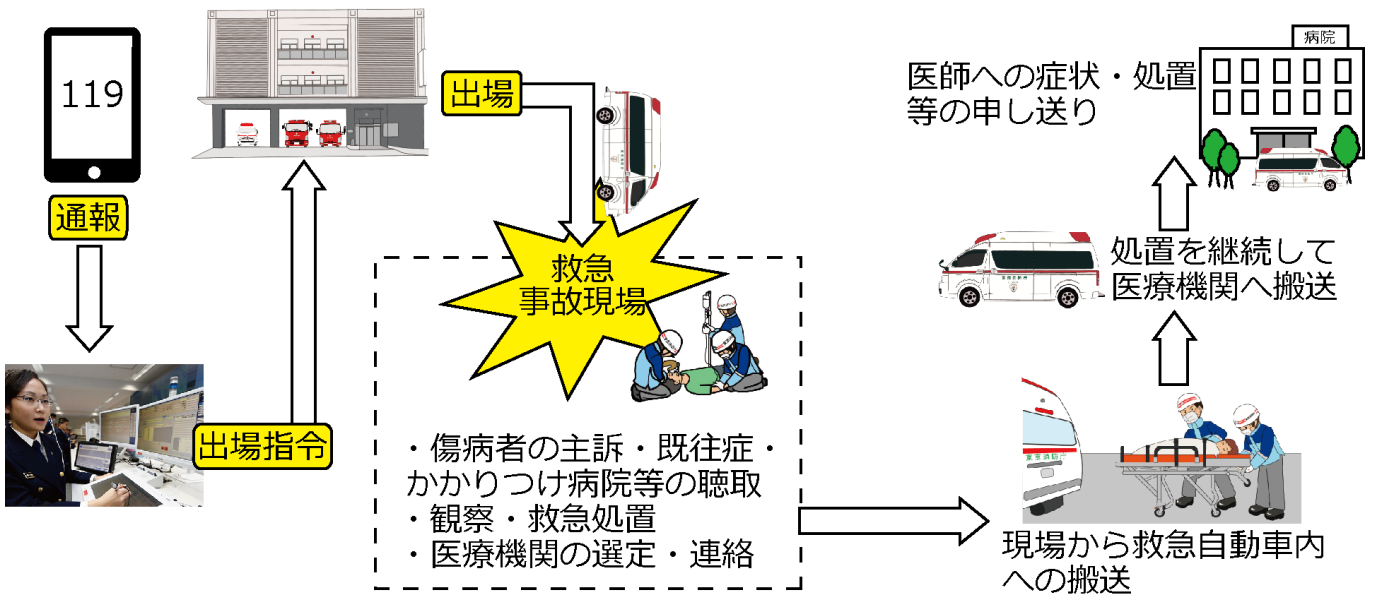 119
通報
出場指令
出場
救急
事故現場
・傷病者の主訴・既往症・
かかりつけ病院等の聴取
・観察・救急処置
・医療機関の選定・連絡
現場から救急自動車内
への搬送
処置を継続して
医療機関へ搬送
医師への症状・処置
等の申し送り
病院